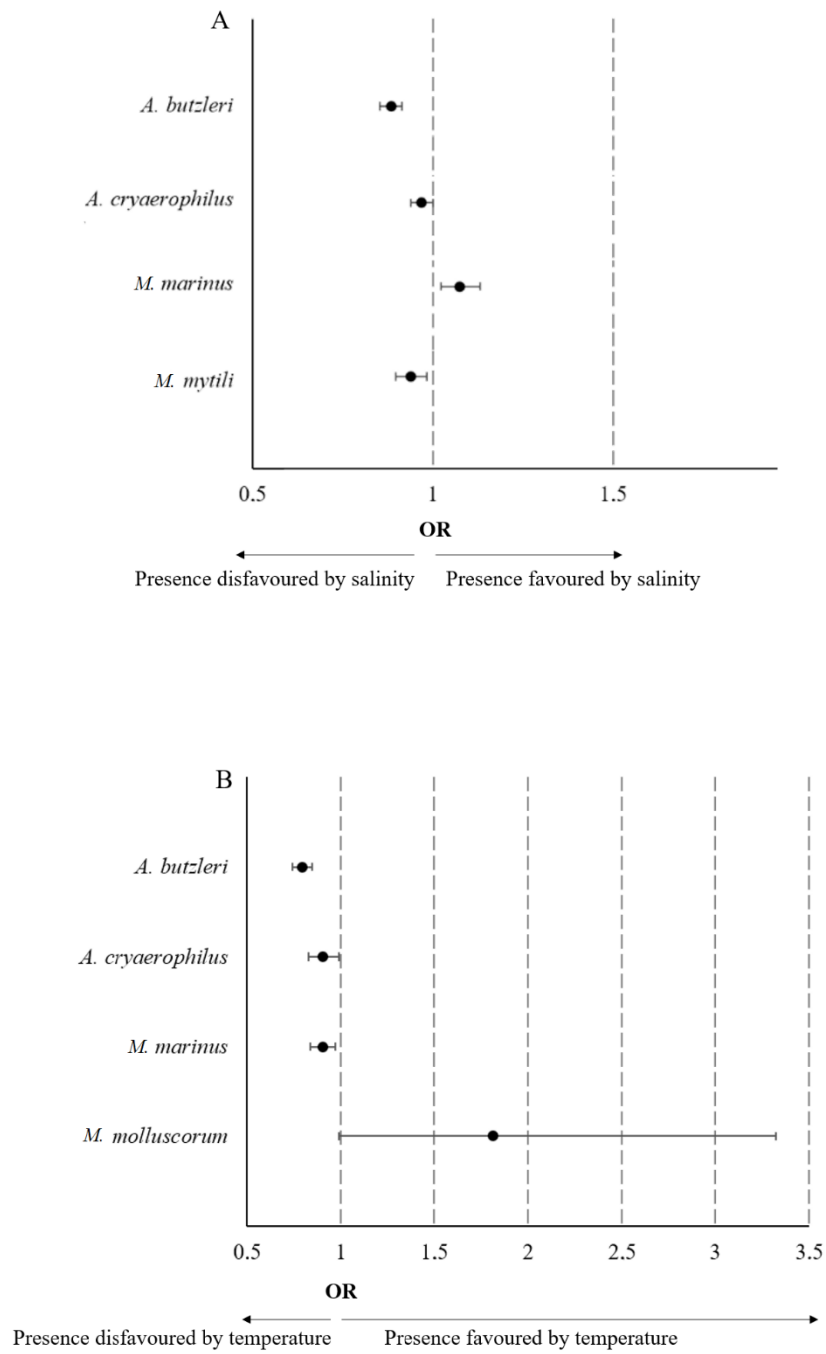 A
A. butzleri
A. cryaerophilus
M. marinus
M. mytili
0.5 1 1.5
OR
Presence disfavoured by salinity Presence favoured by salinity
B
A. butzleri
A. cryaerophilus
M. marinus
M. molluscorum
0.5 1 1.5 2 2.5 3 3.5
OR
Presence disfavoured by temperature Presence favoured by temperature